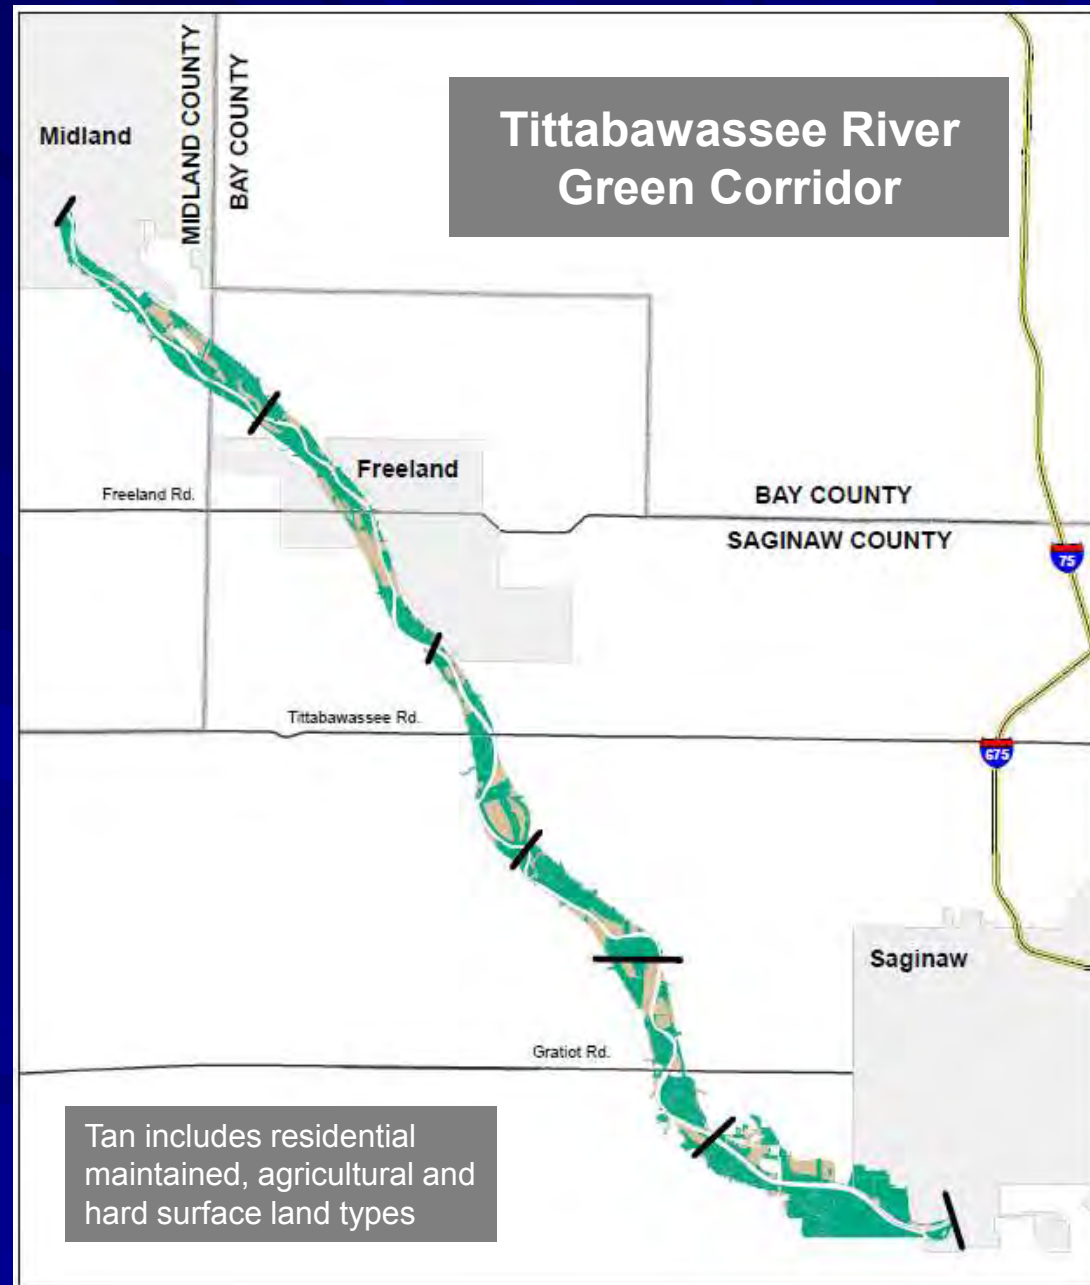 Tittabawassee River
Green Corridor
MIDLAND COUNTY
BAY COUNTY
Midland
Freeland
Freeland Rd.
BAY COUNTY
SAGINAW COUNTY
75
Tittabawassee Rd.
675
Saginaw
Gratiot Rd.
Tan includes residential
maintained, agricultural and
hard surface land types